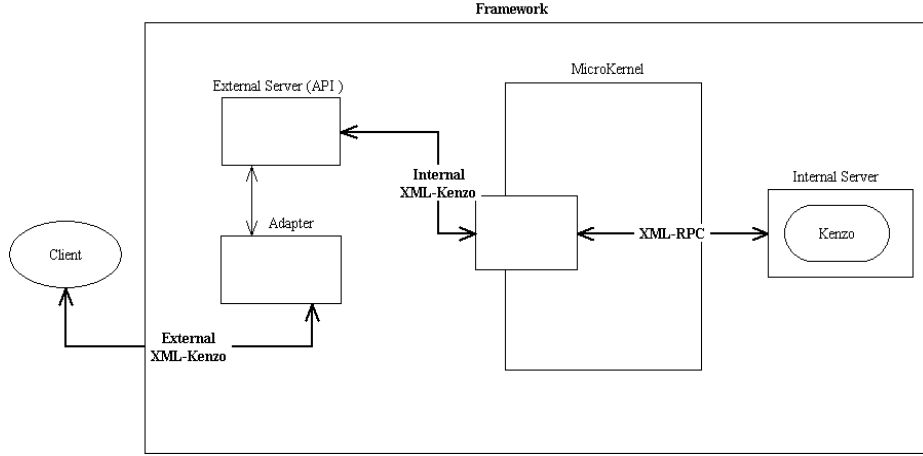 Framework
MicroKernel
External Server (API )
Internal
XML-Kenzo
Internal Server
Adapter
XML-RPC
Kenzo
Client
External
XML-Kenzo